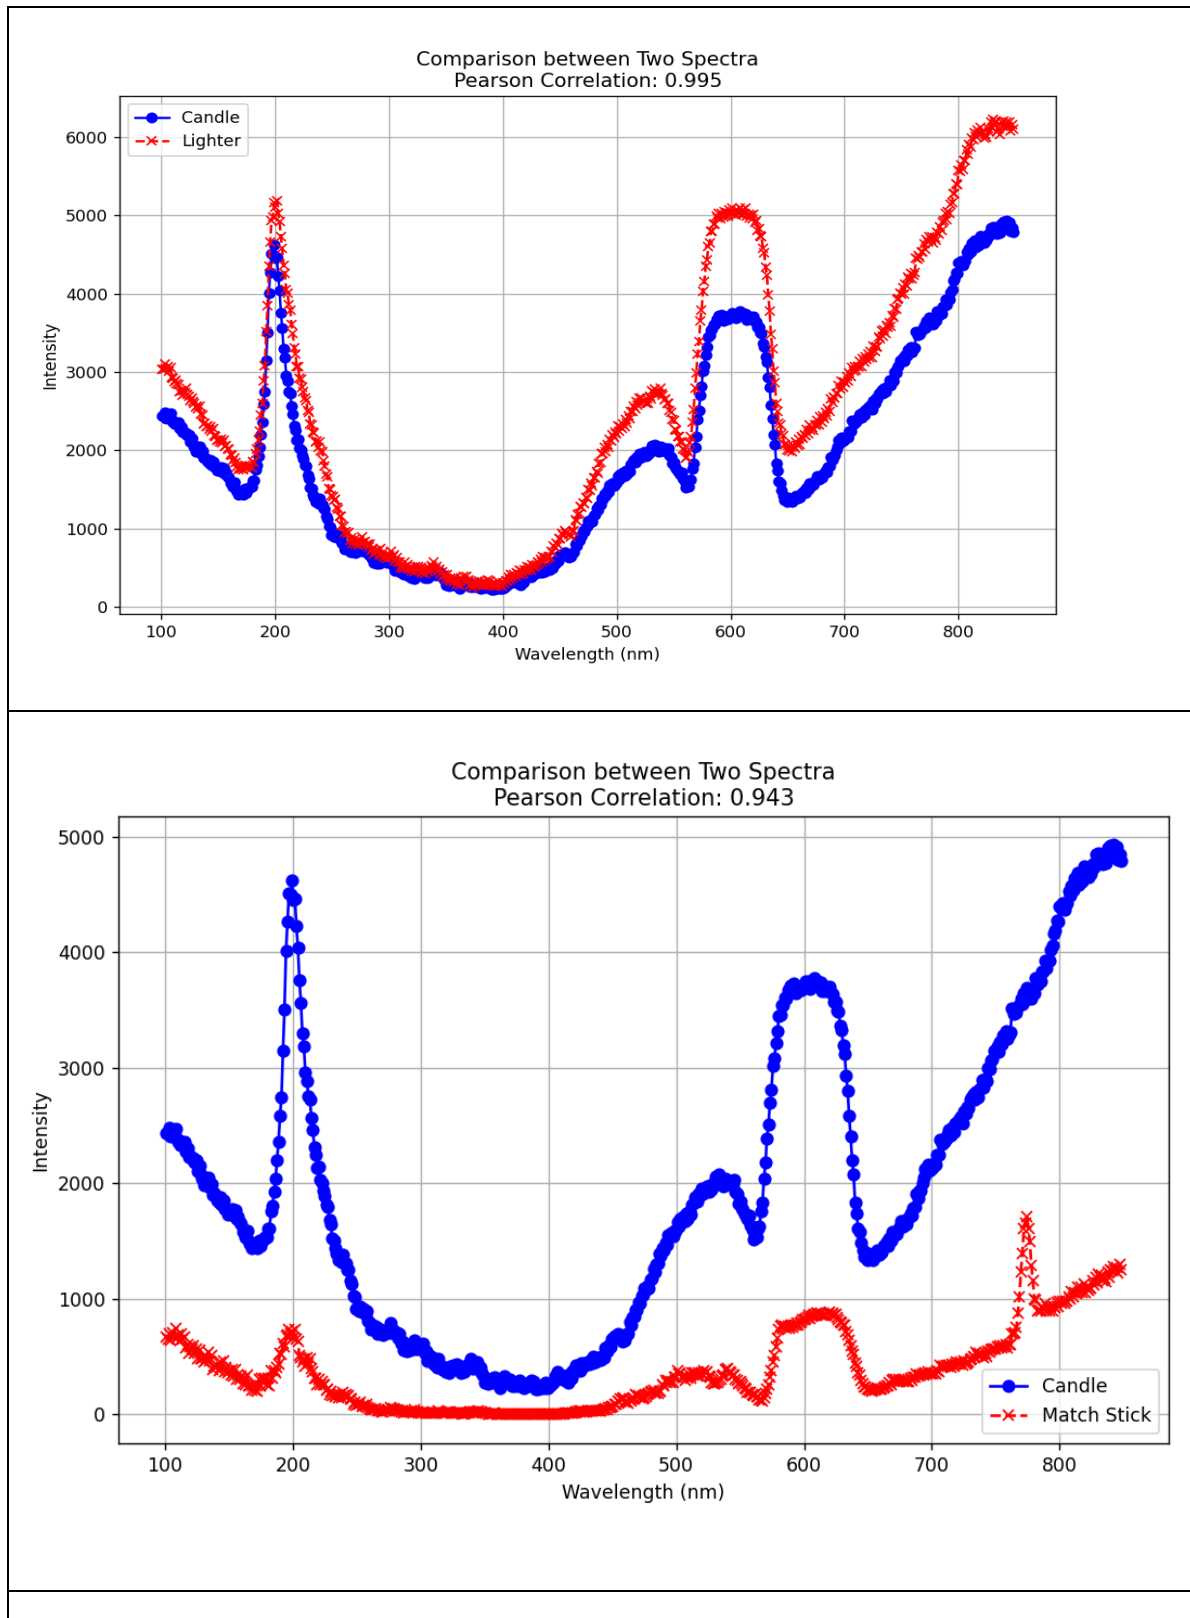 Comparison between Two Spectra
Pearson Correlation: 0.995
Candle
Lighter
6000
5000
4000
3000
2000
1000
0
Intensity
100 200 300 400 500 600 700 800
Wavelength (nm)
Comparison between Two Spectra
Pearson Correlation: 0.943
5000
4000
3000
2000
1000
0
Intensity
Candle
Match Stick
100 200 300 400 500 600 700 800
Wavelength (nm)